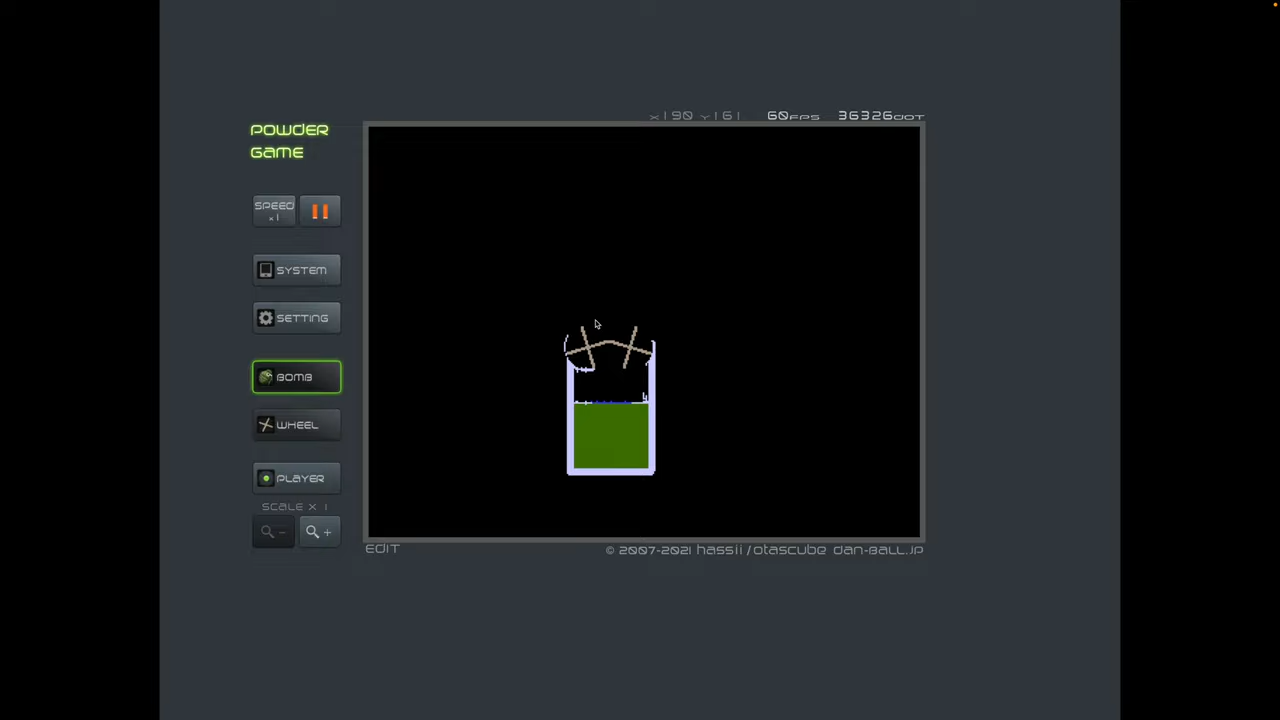 x190 y161 60FPS 36326DOT
POWDER
GAME
SPEED
x1
SYSTEM
SETTING
BOMB
WHEEL
PLAYER
SCALE x 1
- +
EDIT © 2007-2021 HASSII/OTASCUBE DAN-BALL.JP